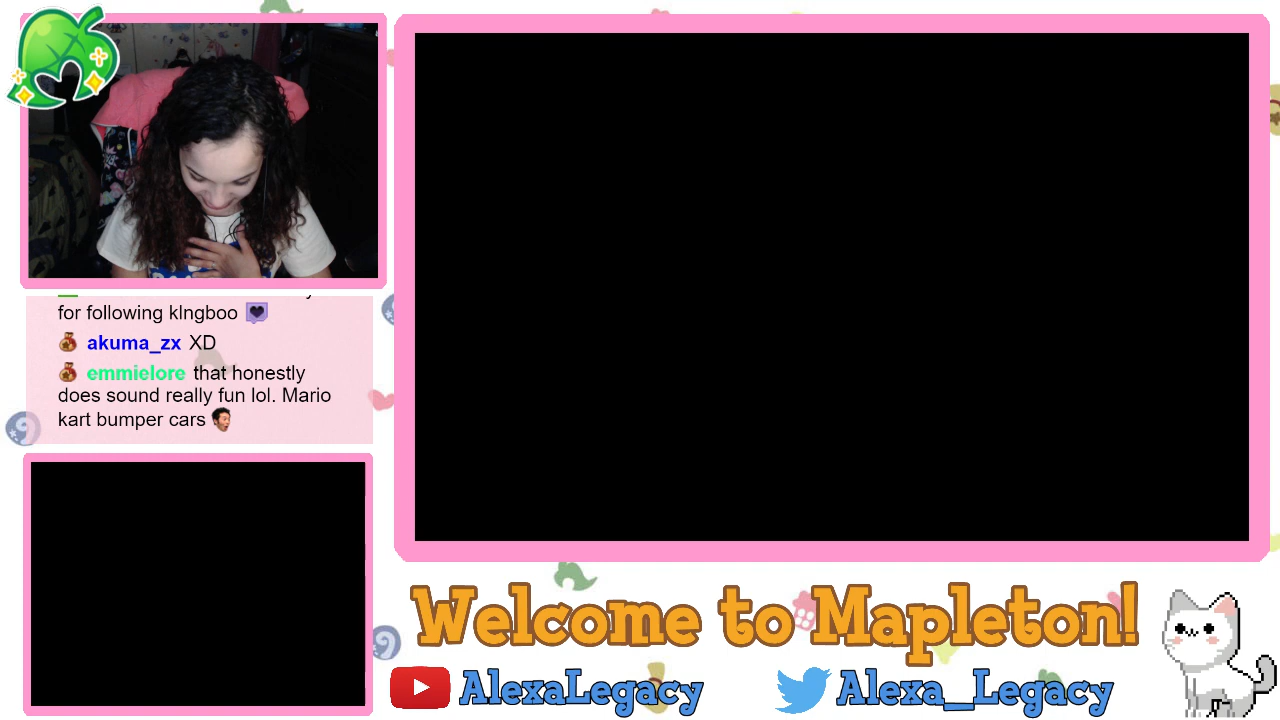 for following klngboo
akuma_zx XD
emmielore that honestly
does sound really fun lol. Mario
kart bumper cars
Welcome to Mapleton!
AlexaLegacy
Alexa_Legacy